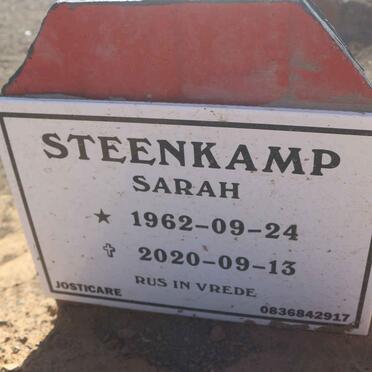 STEENKAMP
SARAH
★ 1962-09-24
✝ 2020-09-13
RUS IN VREDE
JOSTICARE 0836842917